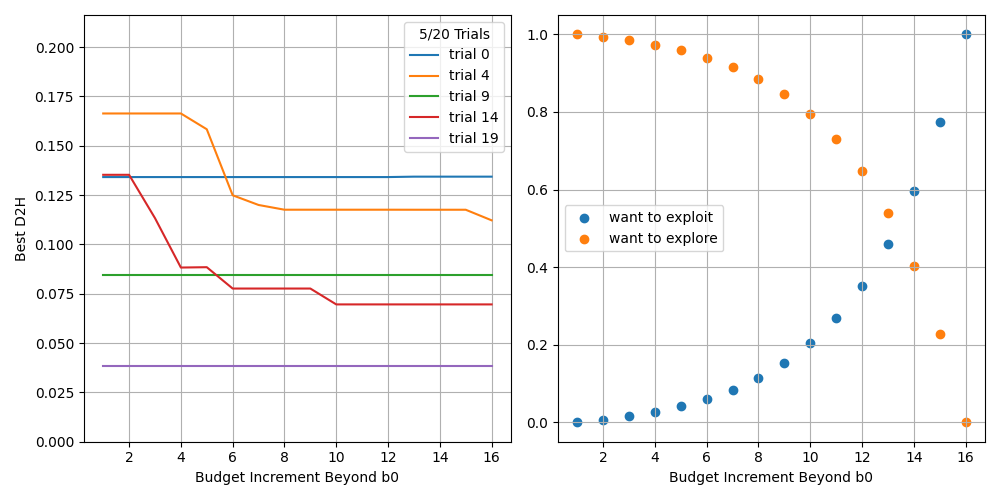 5/20 Trials
trial 0
trial 4
trial 9
trial 14
trial 19
Best D2H
0.200
0.175
0.150
0.125
0.100
0.075
0.050
0.025
0.000
2 4 6 8 10 12 14 16
Budget Increment Beyond b0
1.0
0.8
0.6
0.4
0.2
0.0
want to exploit
want to explore
2 4 6 8 10 12 14 16
Budget Increment Beyond b0